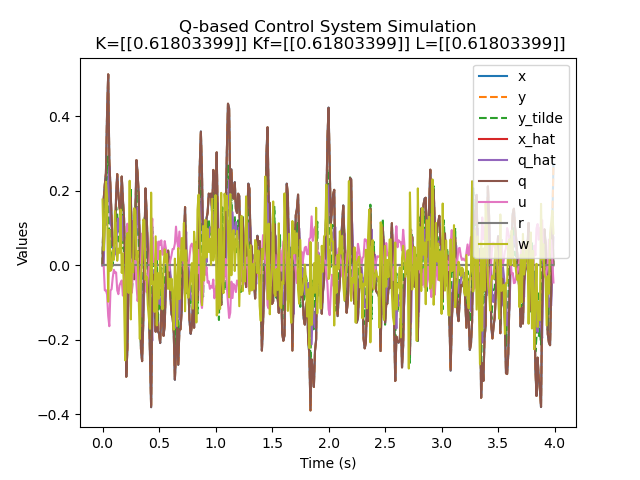 Q-based Control System Simulation
K=[[0.61803399]] Kf=[[0.61803399]] L=[[0.61803399]]
x
y
y_tilde
x_hat
q_hat
q
u
r
w
Values
0.4
0.2
0.0
−0.2
−0.4
0.0 0.5 1.0 1.5 2.0 2.5 3.0 3.5 4.0
Time (s)